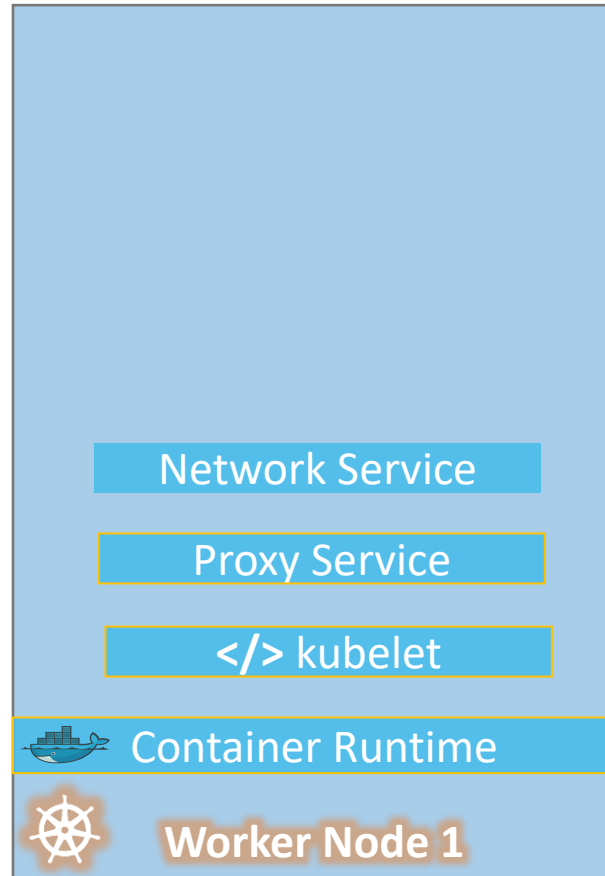 Network Service
Proxy Service
</> kubelet
Container Runtime
Worker Node 1